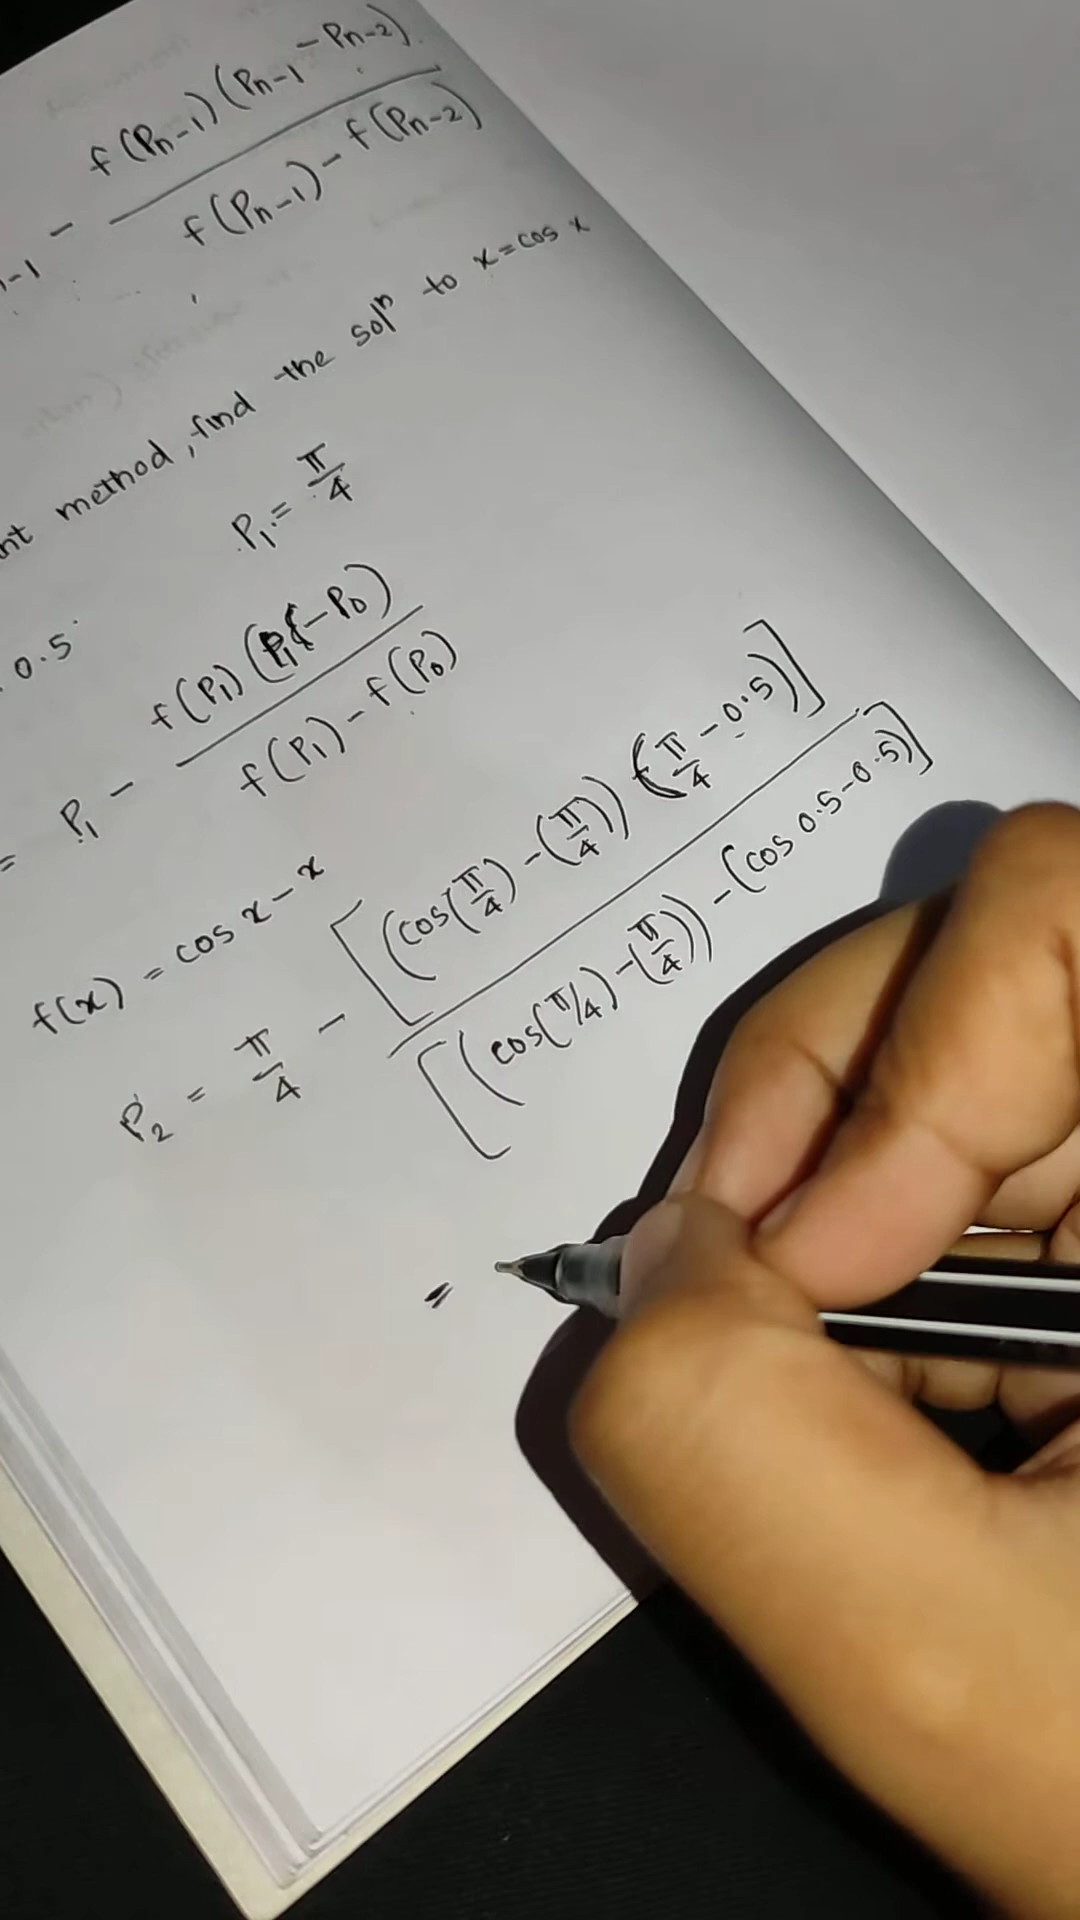 f(Pn-1)(Pn-1 - Pn-2)
n-1 - ———
f(Pn-1) - f(Pn-2)
nt method, find the solⁿ to x = cos x
0.5 P₁ = π/4
= P₁ - f(P₁)(P₁ - P₀) / f(P₁) - f(P₀)
f(x) = cos x - x
P₂ = π/4 - [(cos(π/4) - (π/4)) (π/4 - 0.5)] / [(cos(π/4) - (π/4)) - (cos 0.5 - 0.5)]
=